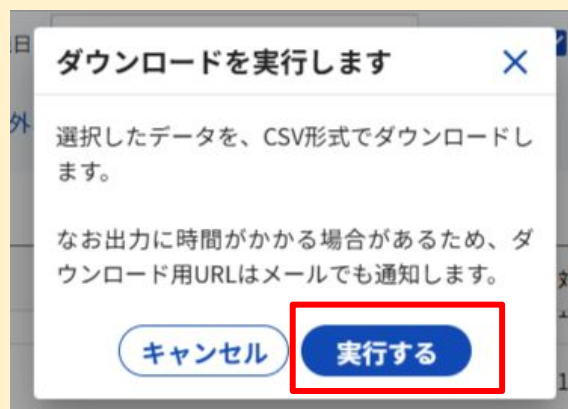 日
ダウンロードを実行します
外
選択したデータを、CSV形式でダウンロードし
ます。
なお出力に時間がかかる場合があるため、ダ
ウンロード用URLはメールでも通知します。
キャンセル
実行する
1